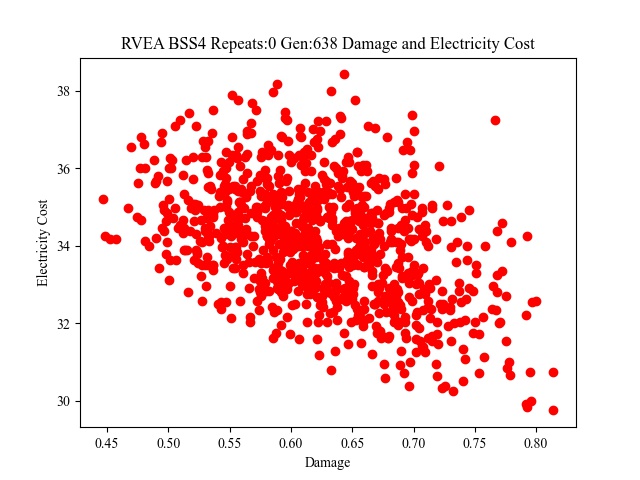 RVEA BSS4 Repeats:0 Gen:638 Damage and Electricity Cost
38
36
34
32
30
Electricity Cost
0.45 0.50 0.55 0.60 0.65 0.70 0.75 0.80
Damage